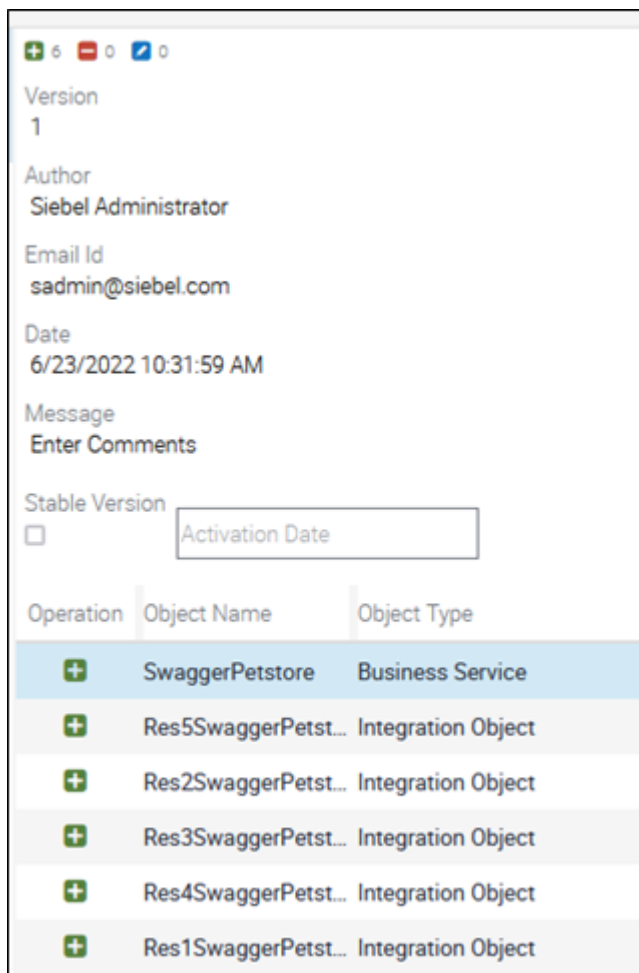 6 0 0
Version
1
Author
Siebel Administrator
Email Id
sadmin@siebel.com
Date
6/23/2022 10:31:59 AM
Message
Enter Comments
Stable Version
Activation Date
Operation Object Name Object Type
SwaggerPetstore Business Service
Res5SwaggerPetst... Integration Object
Res2SwaggerPetst... Integration Object
Res3SwaggerPetst... Integration Object
Res4SwaggerPetst... Integration Object
Res1SwaggerPetst... Integration Object